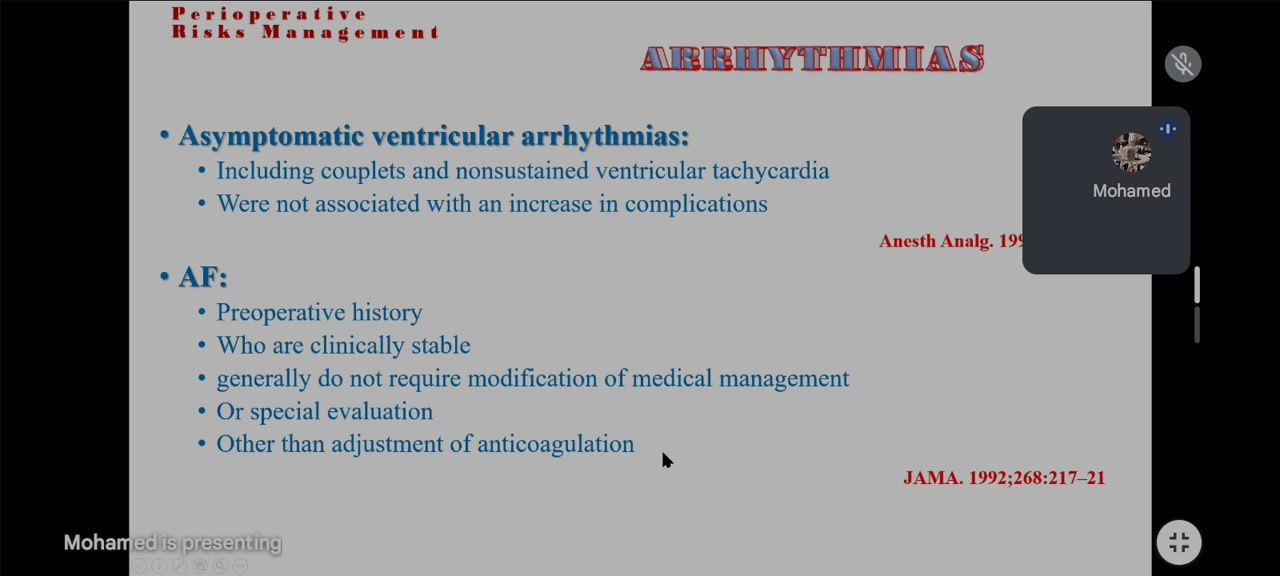 Perioperative
Risks Management
ARRHYTHMIAS
• Asymptomatic ventricular arrhythmias:
• Including couplets and nonsustained ventricular tachycardia
• Were not associated with an increase in complications
Mohamed
Anesth Analg. 199
• AF:
• Preoperative history
• Who are clinically stable
• generally do not require modification of medical management
• Or special evaluation
• Other than adjustment of anticoagulation
JAMA. 1992;268:217–21
Mohamed is presenting